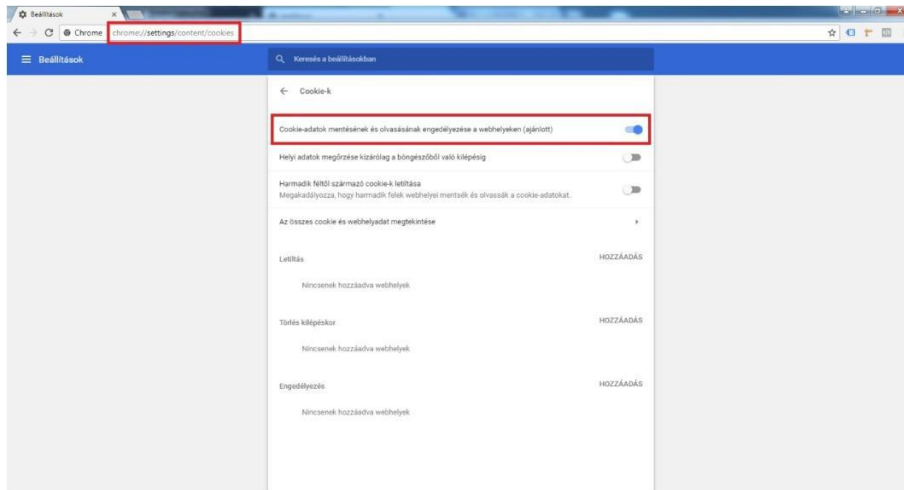 Beállítások
Chrome chrome://settings/content/cookies
Beállítások
Keresés a beállításokban
Cookie-k
Cookie-adatok mentésének és olvasásának engedélyezése a webhelyeken (ajánlott)
Helyi adatok megőrzése kizárólag a böngészőből való kilépésig
Harmadik féltől származó cookie-k letiltása
Megakadályozza, hogy harmadik felek webhelyei mentsék és olvassák a cookie-adatokat.
Az összes cookie és webhelyadat megtekintése
Letiltás HOZZÁADÁS
Nincsenek hozzáadva webhelyek
Törlés kilépéskor HOZZÁADÁS
Nincsenek hozzáadva webhelyek
Engedélyezés HOZZÁADÁS
Nincsenek hozzáadva webhelyek